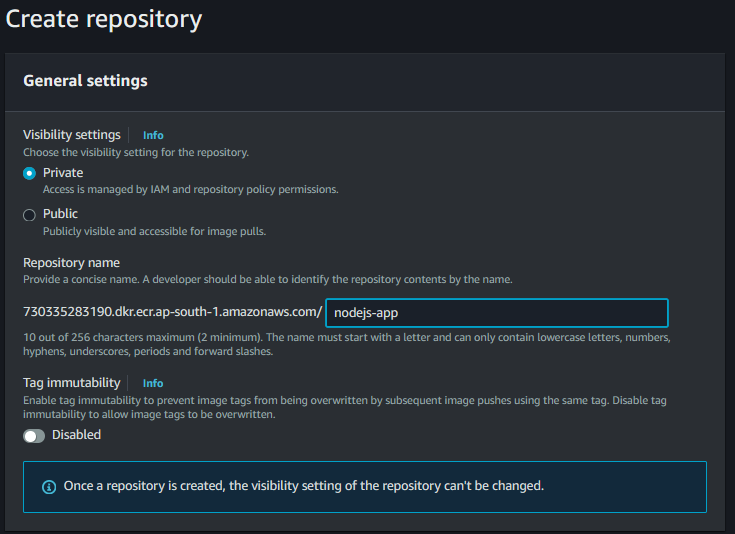 Create repository
General settings
Visibility settings Info
Choose the visibility setting for the repository.
Private
Access is managed by IAM and repository policy permissions.
Public
Publicly visible and accessible for image pulls.
Repository name
Provide a concise name. A developer should be able to identify the repository contents by the name.
730335283190.dkr.ecr.ap-south-1.amazonaws.com/ nodejs-app
10 out of 256 characters maximum (2 minimum). The name must start with a letter and can only contain lowercase letters, numbers,
hyphens, underscores, periods and forward slashes.
Tag immutability Info
Enable tag immutability to prevent image tags from being overwritten by subsequent image pushes using the same tag. Disable tag
immutability to allow image tags to be overwritten.
Disabled
Once a repository is created, the visibility setting of the repository can't be changed.